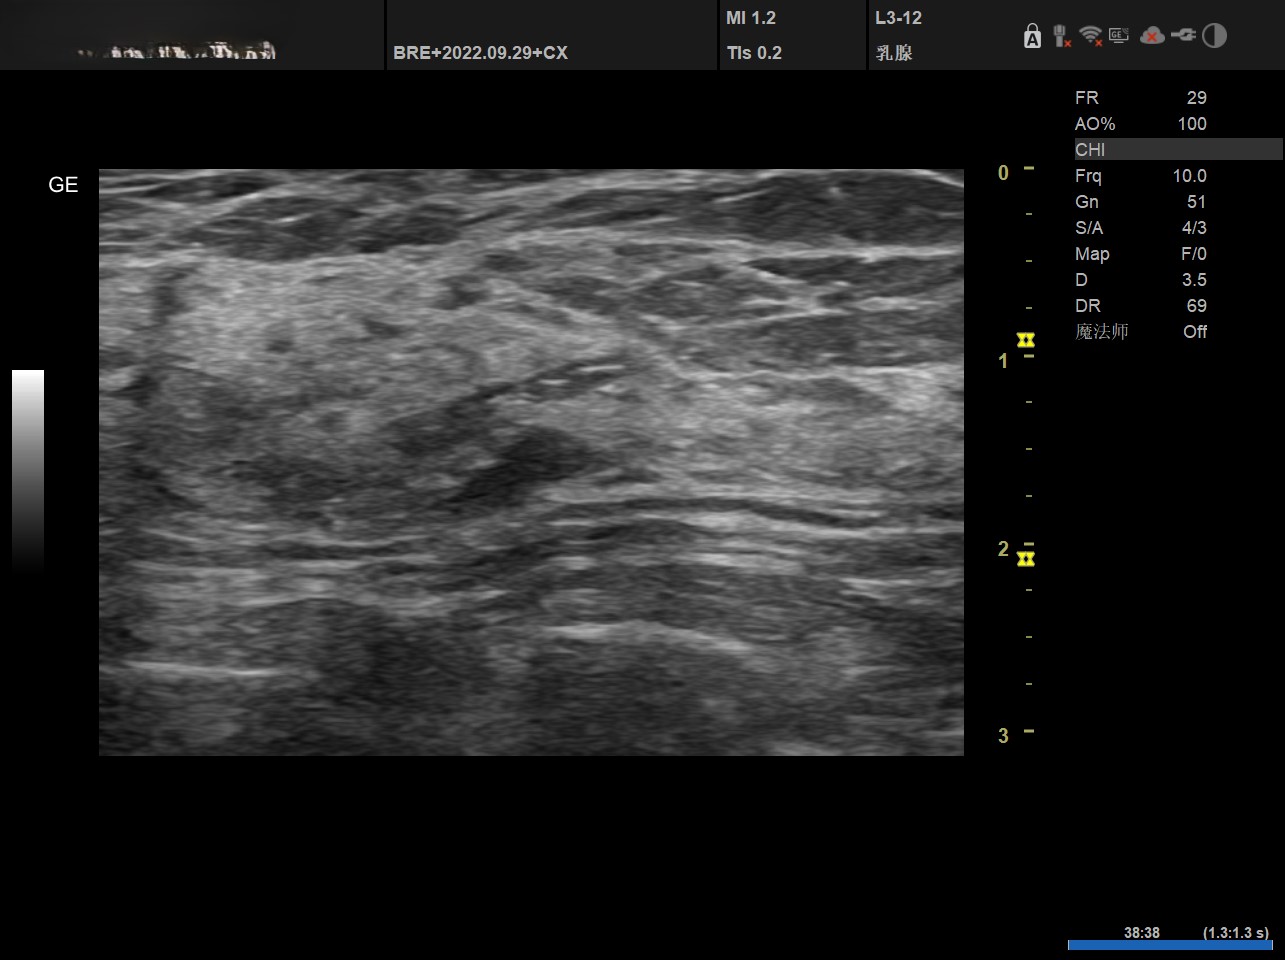 MI 1.2
L3-12
BRE+2022.09.29+CX
TIs 0.2
乳腺
GE
FR 29
AO% 100
CHI
Frq 10.0
Gn 51
S/A 4/3
Map F/0
D 3.5
DR 69
魔法师 Off
0
1
2
3
38:38 (1.3:1.3 s)